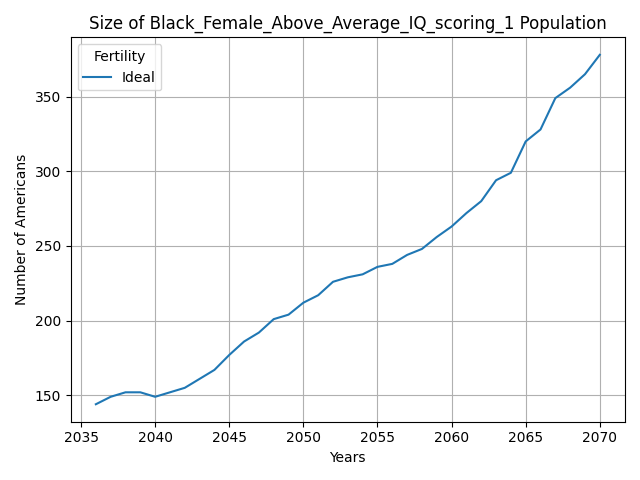 Size of Black_Female_Above_Average_IQ_scoring_1 Population
Fertility
Ideal
Number of Americans
350
300
250
200
150
2035 2040 2045 2050 2055 2060 2065 2070
Years